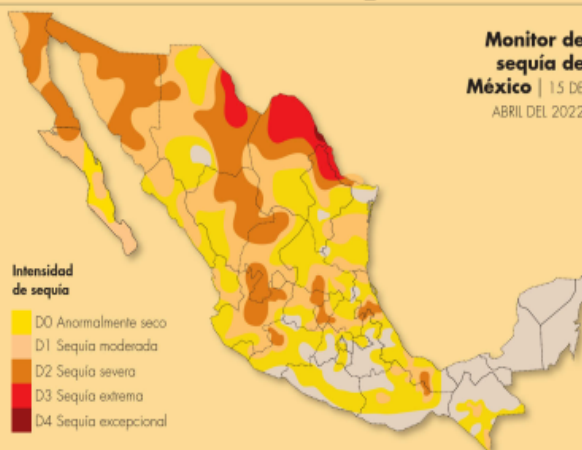 Monitor de
sequía de
México | 15 DE
ABRIL DEL 2022
Intensidad
de sequía
D0 Anormalmente seco
D1 Sequía moderada
D2 Sequía severa
D3 Sequía extrema
D4 Sequía excepcional